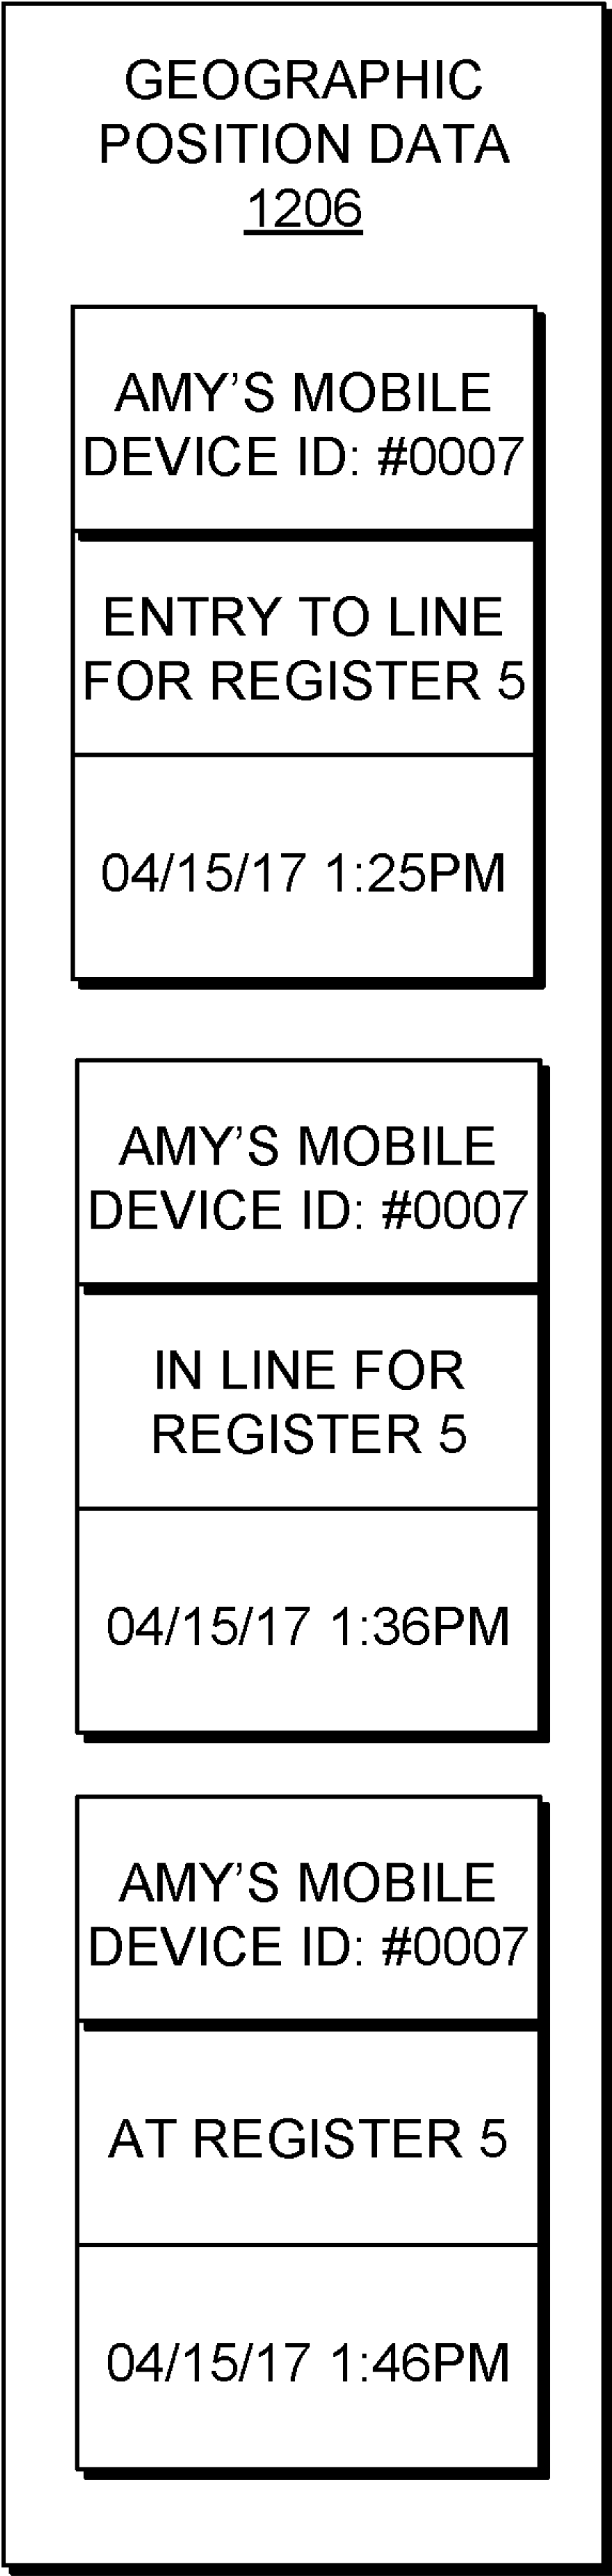 GEOGRAPHIC
POSITION DATA
1206
AMY’S MOBILE
DEVICE ID: #0007
ENTRY TO LINE
FOR REGISTER 5
04/15/17 1:25PM
AMY’S MOBILE
DEVICE ID: #0007
IN LINE FOR
REGISTER 5
04/15/17 1:36PM
AMY’S MOBILE
DEVICE ID: #0007
AT REGISTER 5
04/15/17 1:46PM